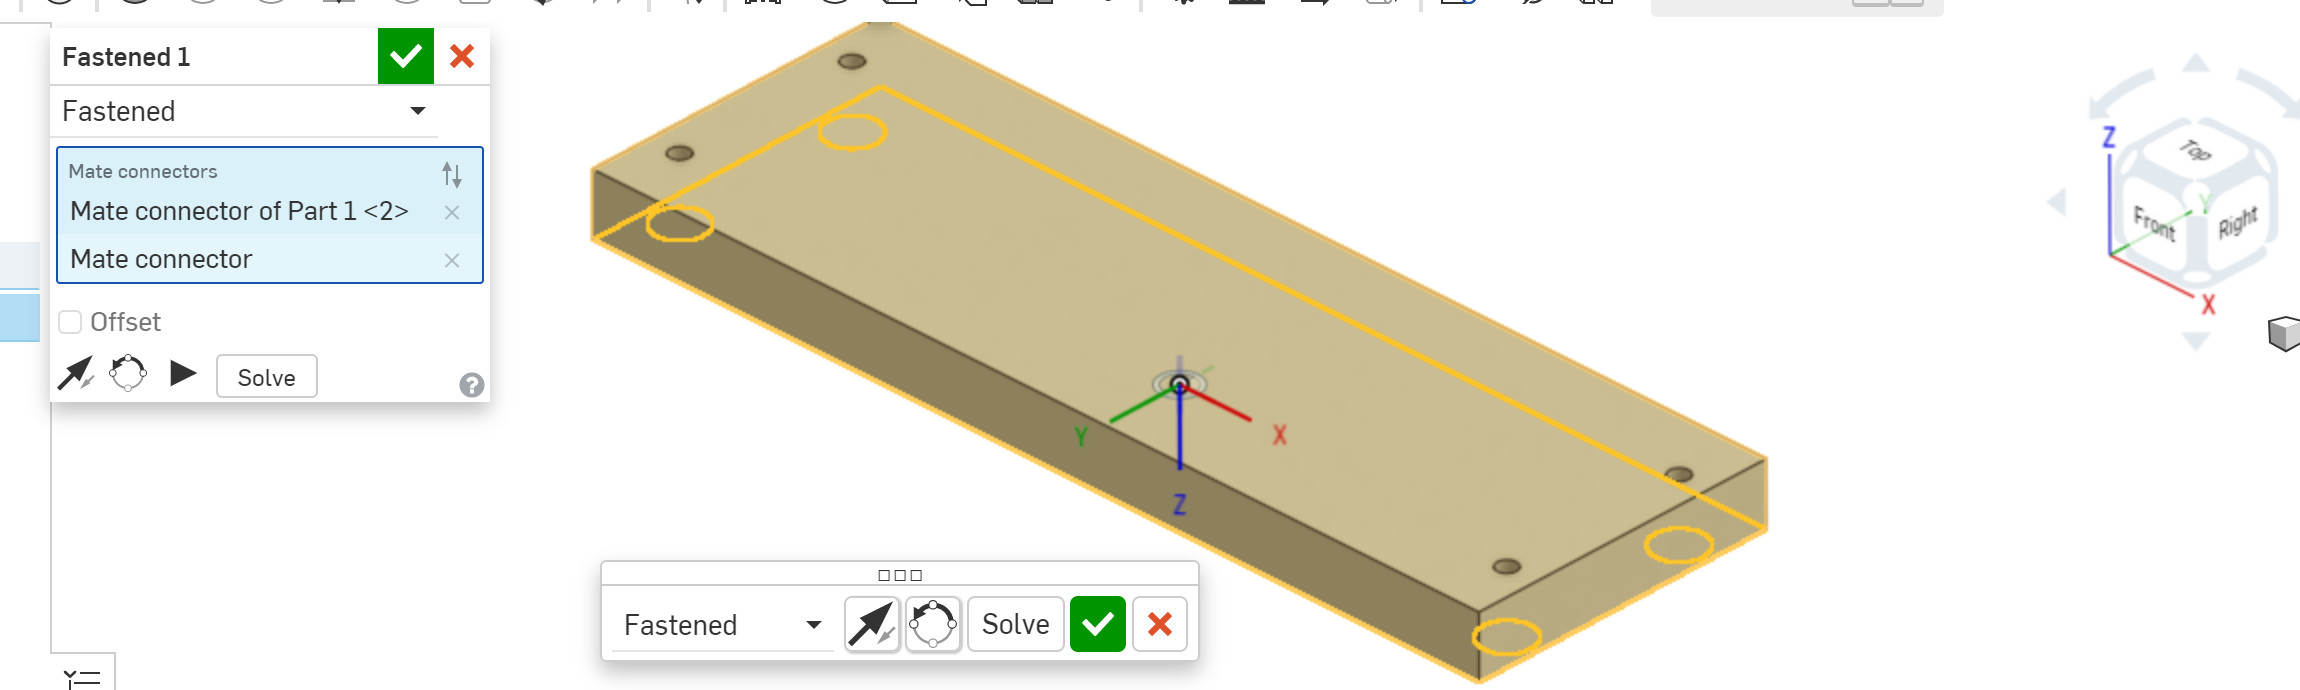 Fastened 1
Fastened
Mate connectors
Mate connector of Part 1 <2>
Mate connector
Offset
Solve
?
Y
X
Z
Fastened
Solve
Z
Top
Y
Front
Right
X